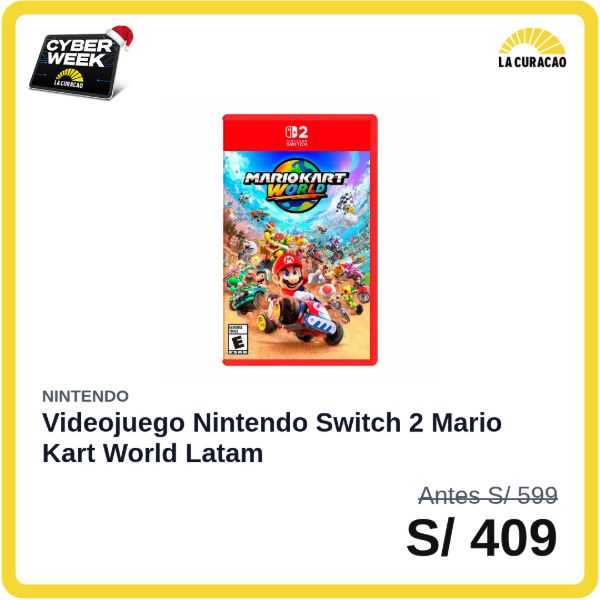 CYBER
WEEK
LA CURACAO
LA CURACAO
2
NINTENDO
SWITCH
MARIOKART
WORLD
E
NINTENDO
Videojuego Nintendo Switch 2 Mario
Kart World Latam
Antes S/ 599
S/ 409